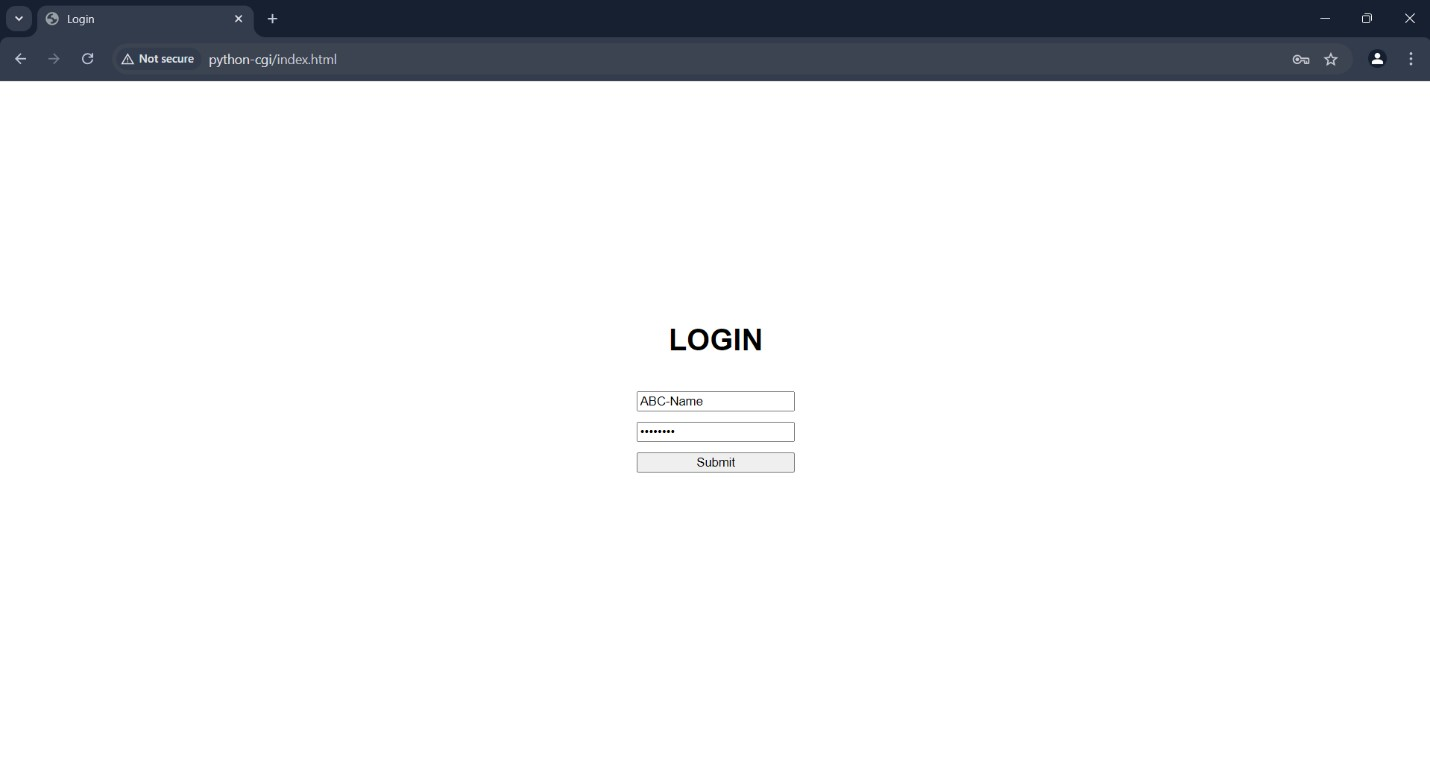 Login
Not secure python-cgi/index.html
LOGIN
ABC-Name
••••••••
Submit